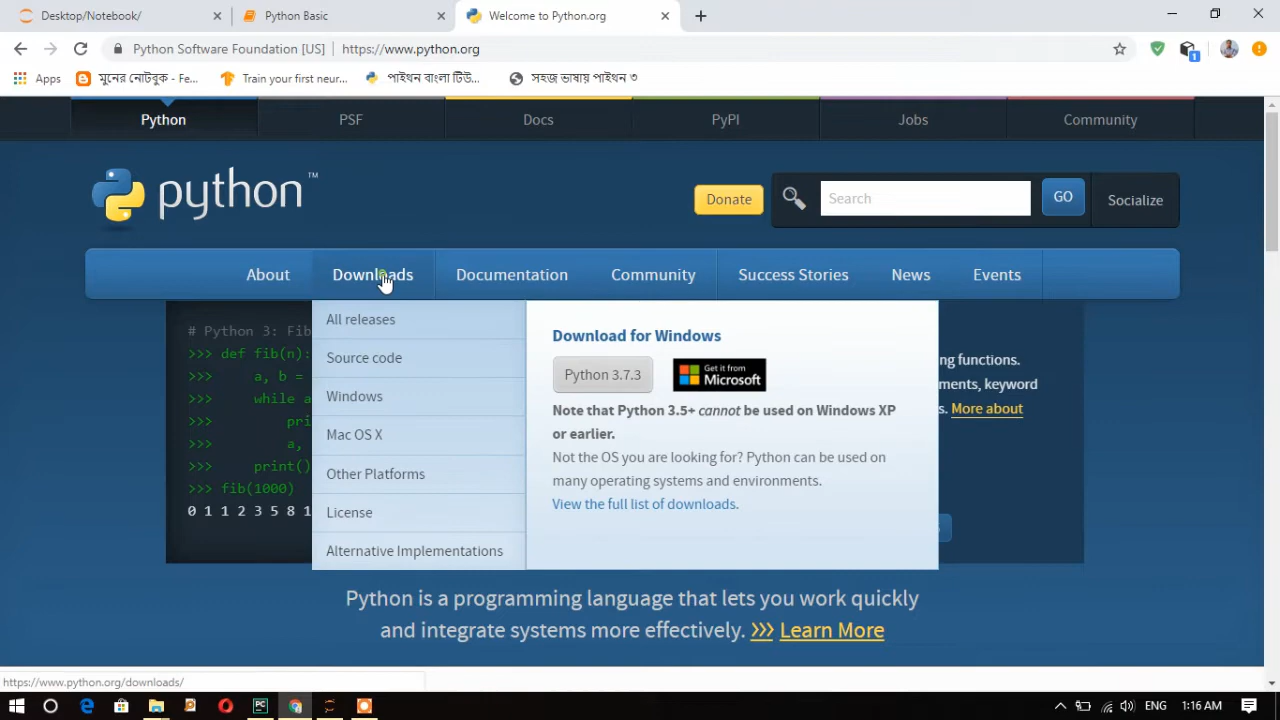 Desktop/Notebook/
Python Basic
Welcome to Python.org
Python Software Foundation [US]
https://www.python.org
1
Apps
মুনের নোটবুক - Fe...
Train your first neur...
পাইথন বাংলা টিউ...
সহজ ভাষায় পাইথন ৩
Python
PSF
Docs
PyPI
Jobs
Community
python™
Donate
Search
GO
Socialize
About
Downloads
Documentation
Community
Success Stories
News
Events
# Python 3: Fib
>>> def fib(n):
a, b =
while a
pri
a,
print()
>>> fib(1000)
0 1 1 2 3 5 8 1
All releases
Source code
Windows
Mac OS X
Other Platforms
License
Alternative Implementations
Download for Windows
Python 3.7.3
Get it from
Microsoft
Note that Python 3.5+ cannot be used on Windows XP
or earlier.
Not the OS you are looking for? Python can be used on
many operating systems and environments.
View the full list of downloads.
ng functions.
ments, keyword
s. More about
Python is a programming language that lets you work quickly
and integrate systems more effectively. >>> Learn More
https://www.python.org/downloads/
ENG
1:16 AM